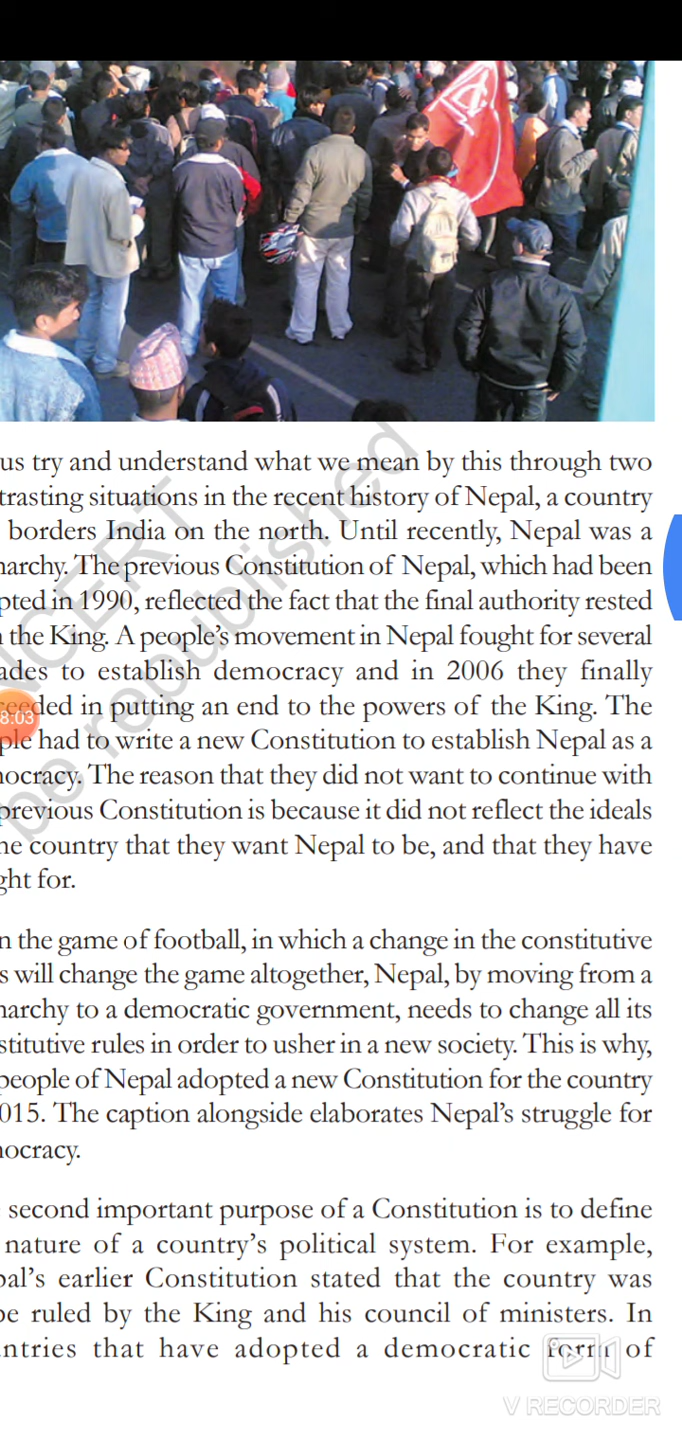 us try and understand what we mean by this through two
trasting situations in the recent history of Nepal, a country
borders India on the north. Until recently, Nepal was a
narchy. The previous Constitution of Nepal, which had been
pted in 1990, reflected the fact that the final authority rested
the King. A people's movement in Nepal fought for several
ades to establish democracy and in 2006 they finally
eeded in putting an end to the powers of the King. The
8:03
ple had to write a new Constitution to establish Nepal as a
nocracy. The reason that they did not want to continue with
previous Constitution is because it did not reflect the ideals
ne country that they want Nepal to be, and that they have
ght for.
n the game of football, in which a change in the constitutive
s will change the game altogether, Nepal, by moving from a
narchy to a democratic government, needs to change all its
stitutive rules in order to usher in a new society. This is why,
people of Nepal adopted a new Constitution for the country
015. The caption alongside elaborates Nepal's struggle for
nocracy.
second important purpose of a Constitution is to define
nature of a country's political system. For example,
pal's earlier Constitution stated that the country was
be ruled by the King and his council of ministers. In
ntries that have adopted a democratic form of
NCERT
be republished
V RECORDER